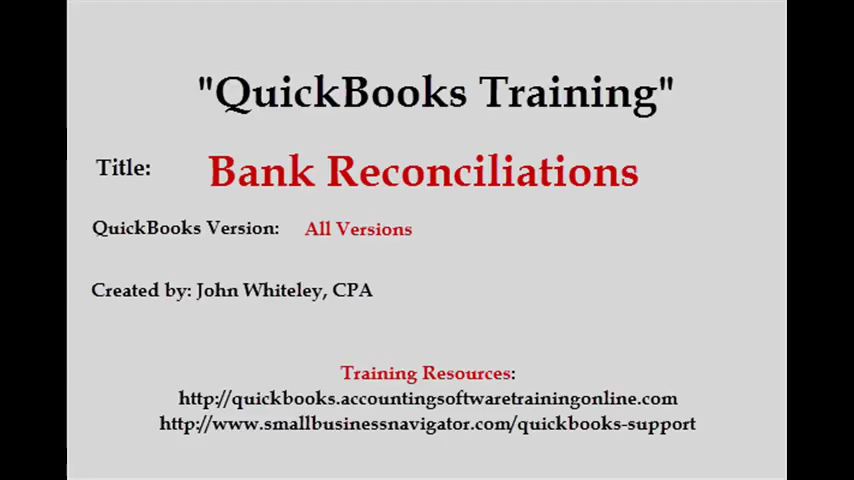 "QuickBooks Training"
Title: Bank Reconciliations
QuickBooks Version: All Versions
Created by: John Whiteley, CPA
Training Resources:
http://quickbooks.accountingsoftwaretrainingonline.com
http://www.smallbusinessnavigator.com/quickbooks-support